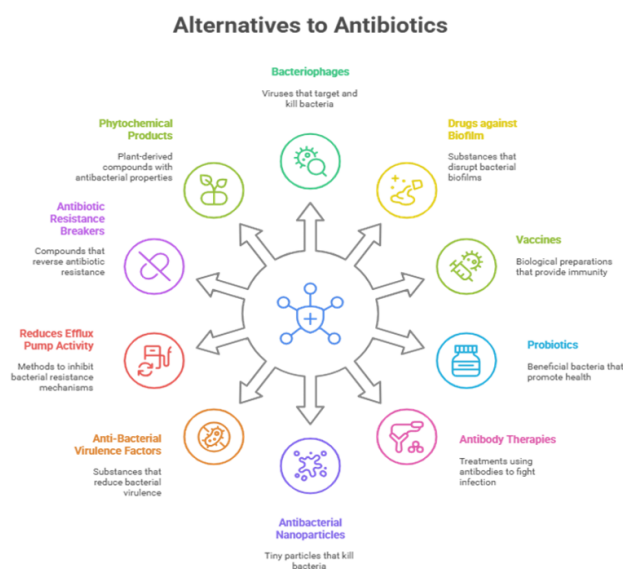 Alternatives to Antibiotics
Bacteriophages
Viruses that target and
kill bacteria
Drugs against
Biofilm
Substances that
disrupt bacterial
biofilms
Vaccines
Biological preparations
that provide immunity
Probiotics
Beneficial bacteria that
promote health
Antibody Therapies
Treatments using
antibodies to fight
infection
Antibacterial
Nanoparticles
Tiny particles that kill
bacteria
Anti-Bacterial
Virulence Factors
Substances that
reduce bacterial
virulence
Reduces Efflux
Pump Activity
Methods to inhibit
bacterial resistance
mechanisms
Antibiotic
Resistance
Breakers
Compounds that
reverse antibiotic
resistance
Phytochemical
Products
Plant-derived
compounds with
antibacterial properties